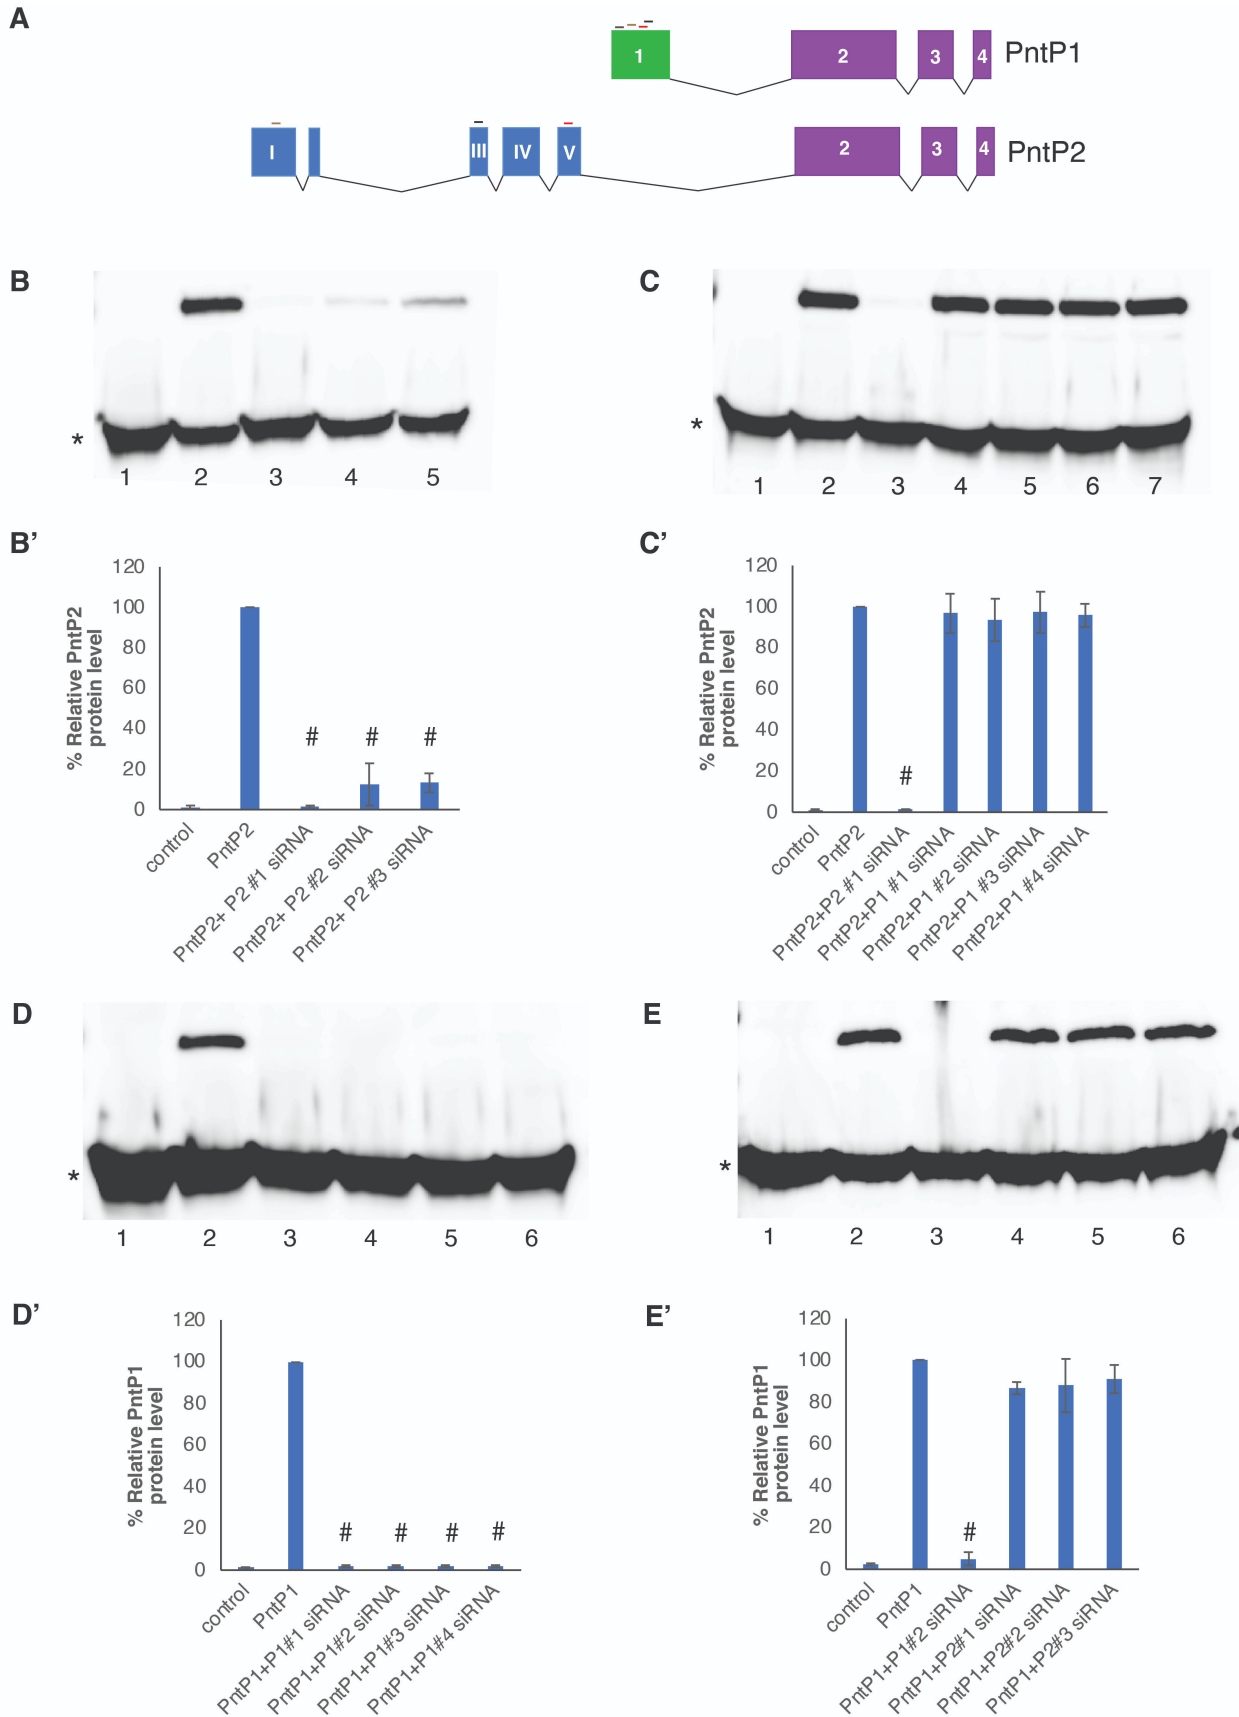 A
1 2 3 4 PntP1
I III IV V 2 3 4 PntP2
B
*
1 2 3 4 5
C
*
1 2 3 4 5 6 7
B’
% Relative PntP2
protein level
120
100
80
60
40
20
0
# # #
control
PntP2
PntP2+ P2 #1 siRNA
PntP2+ P2 #2 siRNA
PntP2+ P2 #3 siRNA
C’
% Relative PntP2
protein level
120
100
80
60
40
20
0
#
control
PntP2
PntP2+P2 #1 siRNA
PntP2+P1 #1 siRNA
PntP2+P1 #2 siRNA
PntP2+P1 #3 siRNA
PntP2+P1 #4 siRNA
D
*
1 2 3 4 5 6
E
*
1 2 3 4 5 6
D’
% Relative PntP1
protein level
120
100
80
60
40
20
0
# # # #
control
PntP1
PntP1+P1#1 siRNA
PntP1+P1#2 siRNA
PntP1+P1#3 siRNA
PntP1+P1#4 siRNA
E’
% Relative PntP1
protein level
120
100
80
60
40
20
0
#
control
PntP1
PntP1+P1#2 siRNA
PntP1+P2#1 siRNA
PntP1+P2#2 siRNA
PntP1+P2#3 siRNA